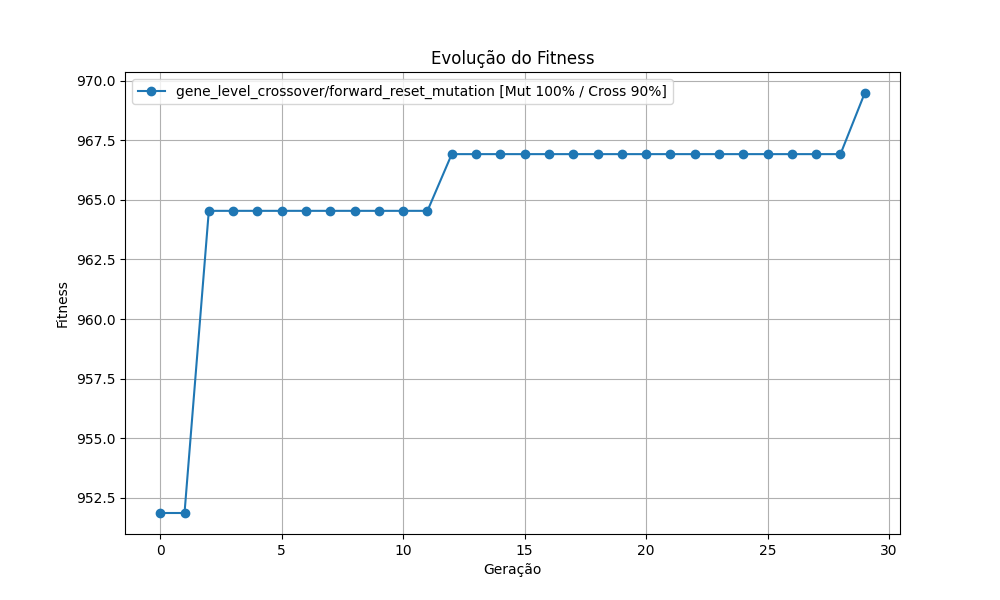 Evolução do Fitness
gene_level_crossover/forward_reset_mutation [Mut 100% / Cross 90%]
970.0
967.5
965.0
962.5
960.0
957.5
955.0
952.5
Fitness
0 5 10 15 20 25 30
Geração